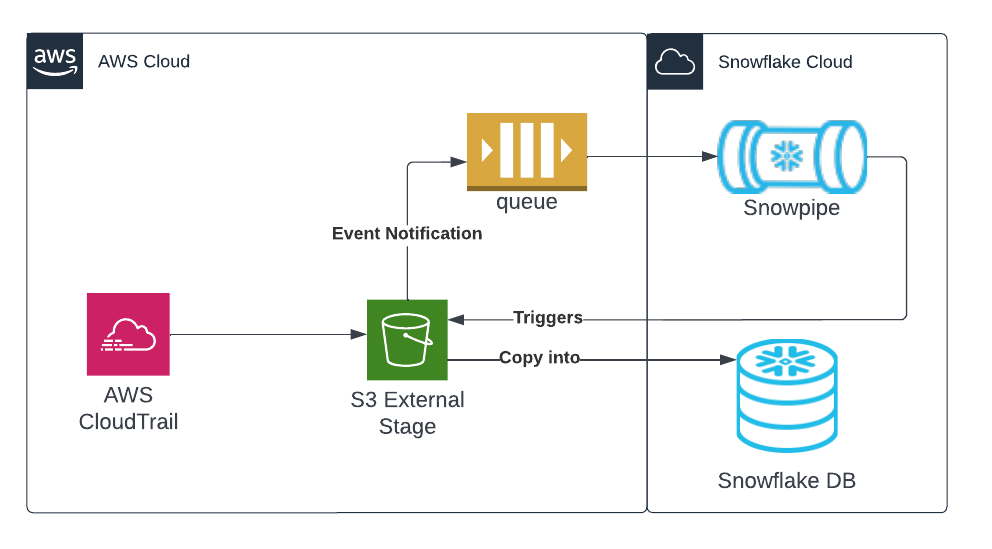 aws
AWS Cloud
Snowflake Cloud
queue
Snowpipe
Event Notification
Triggers
Copy into
AWS
CloudTrail
S3 External
Stage
Snowflake DB